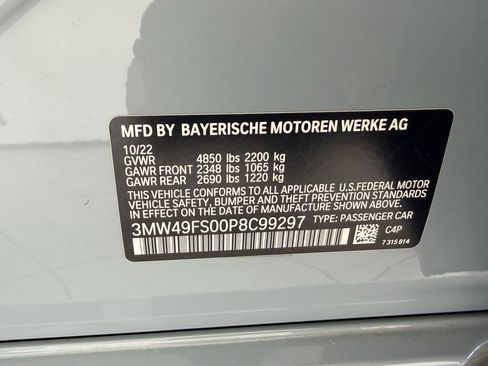 MFD BY BAYERISCHE MOTOREN WERKE AG
10/22
GVWR 4850 lbs 2200 kg
GAWR FRONT 2348 lbs 1065 kg
GAWR REAR 2690 lbs 1220 kg
THIS VEHICLE CONFORMS TO ALL APPLICABLE U.S. FEDERAL MOTOR
VEHICLE SAFETY, BUMPER AND THEFT PREVENTION STANDARDS
IN EFFECT ON THE DATE OF MANUFACTURE SHOWN ABOVE.
3MW49FS00P8C99297 TYPE: PASSENGER CAR
C4P
7 315 814